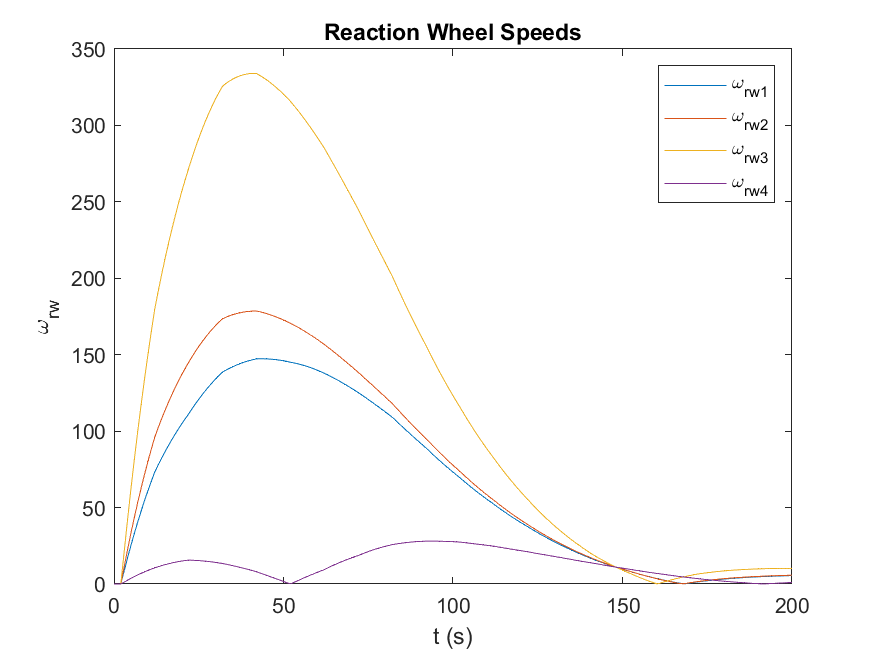 Reaction Wheel Speeds
350
300
250
200
150
100
50
0
ω_rw
ω_rw1
ω_rw2
ω_rw3
ω_rw4
0 50 100 150 200
t (s)